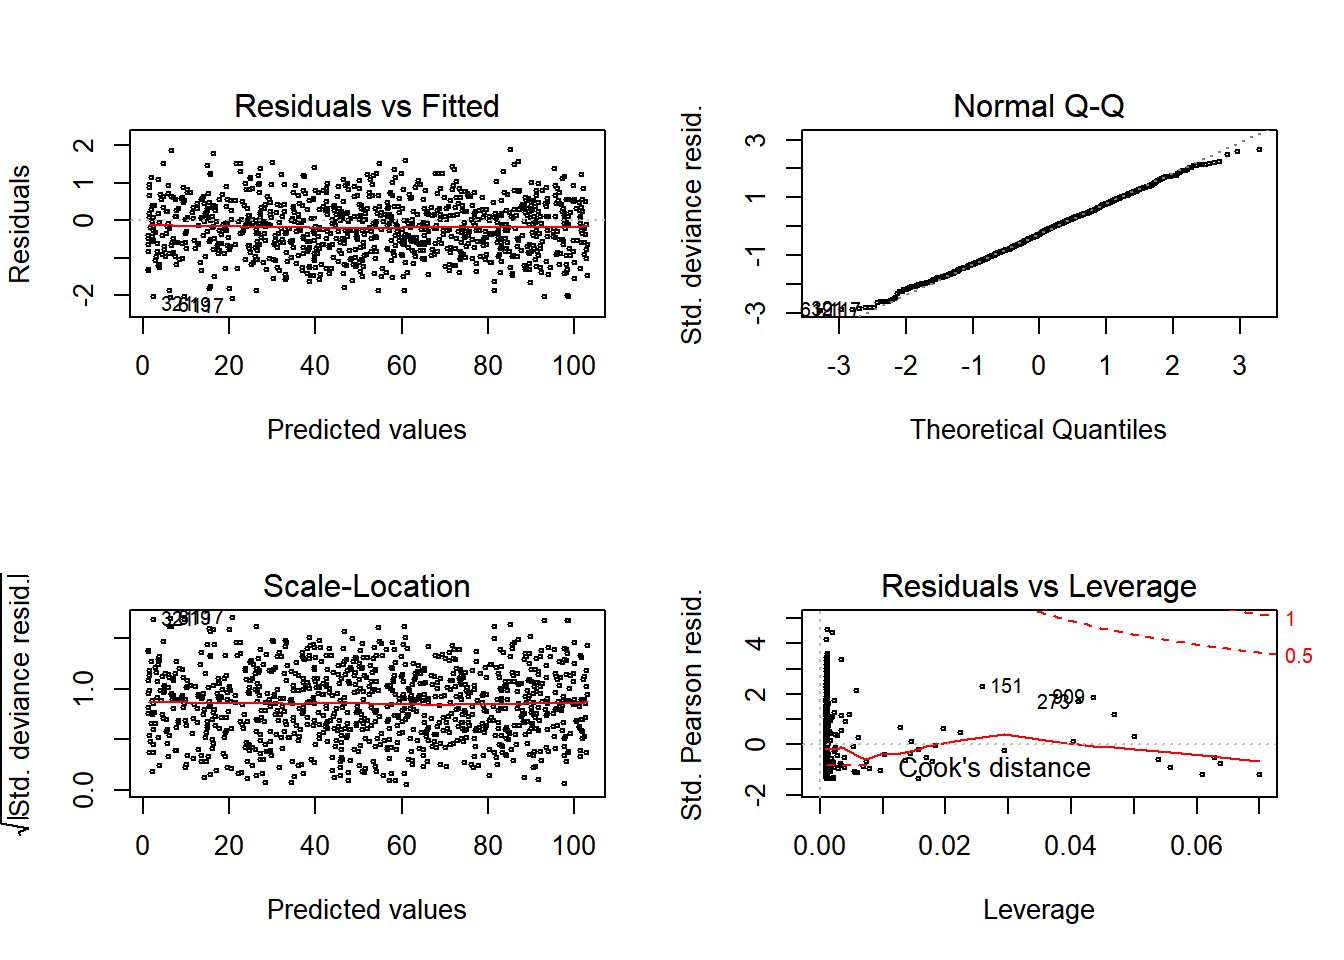 Residuals vs Fitted
Residuals
2
1
0
-2
0 20 40 60 80 100
Predicted values
Normal Q-Q
Std. deviance resid.
3
1
-1
-3
-3 -2 -1 0 1 2 3
Theoretical Quantiles
Scale-Location
√|Std. deviance resid.|
1.0
0.0
0 20 40 60 80 100
Predicted values
Residuals vs Leverage
Std. Pearson resid.
4
2
0
-2
1
0.5
151
909
273
Cook's distance
0.00 0.02 0.04 0.06
Leverage